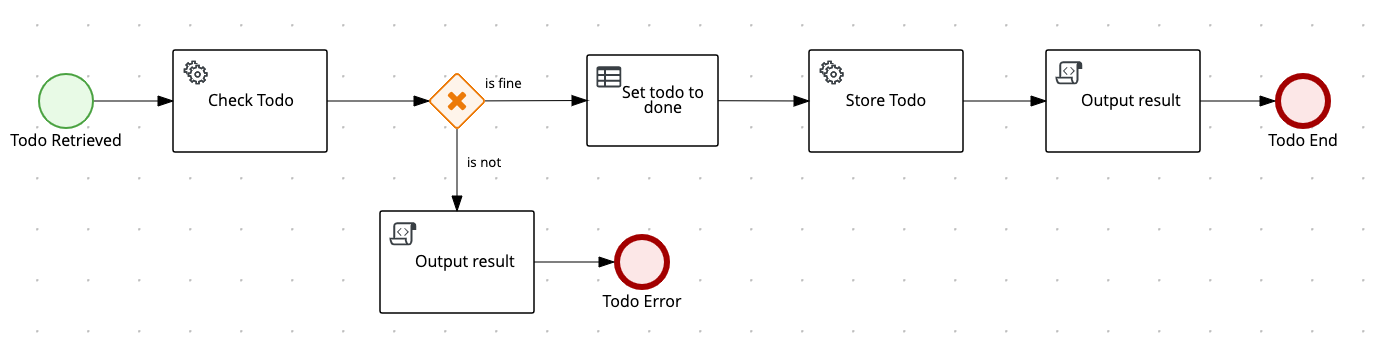 Todo Retrieved
Check Todo
is fine
is not
Set todo to
done
Store Todo
Output result
Todo End
Output result
Todo Error